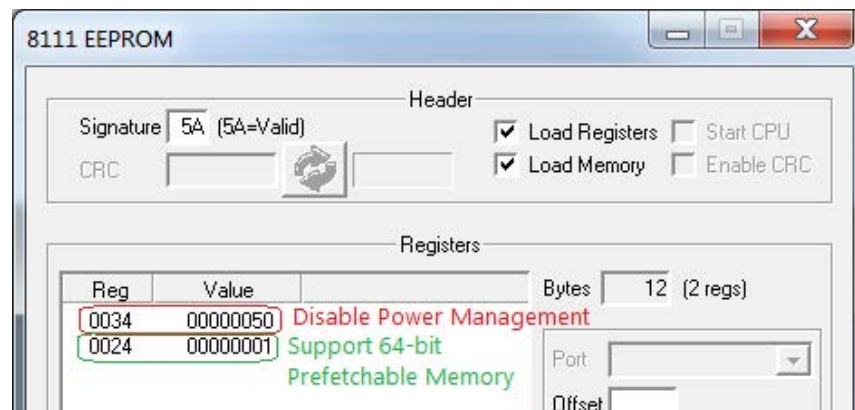 8111 EEPROM
Header
Signature 5A (5A=Valid)
Load Registers Start CPU
CRC
Load Memory Enable CRC
Registers
Reg Value
Bytes 12 (2 regs)
0034 00000050 Disable Power Management
0024 00000001 Support 64-bit
Prefetchable Memory
Port
Offset